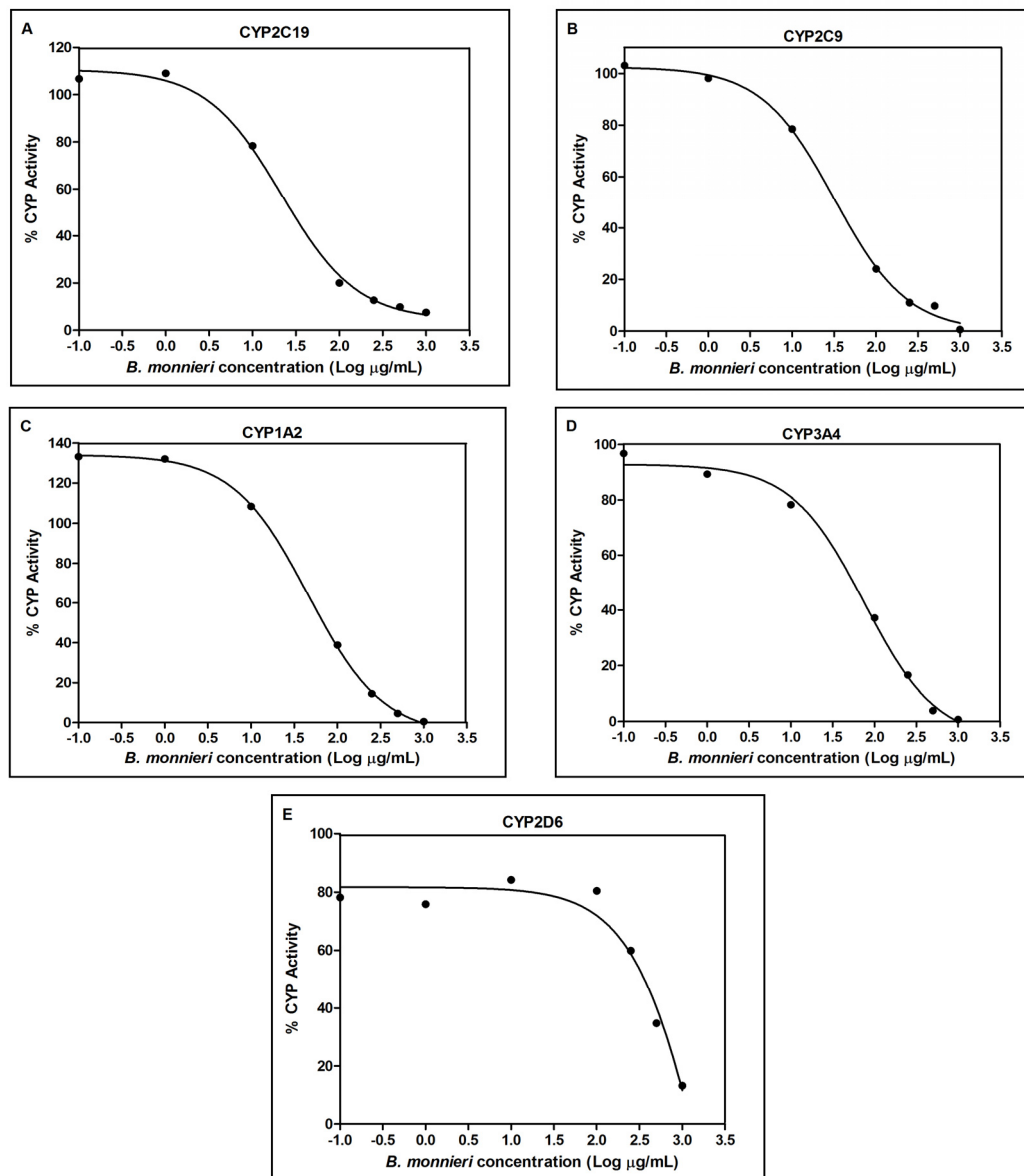 A
CYP2C19
% CYP Activity
120
100
80
60
40
20
0
-1.0 -0.5 0.0 0.5 1.0 1.5 2.0 2.5 3.0 3.5
B. monnieri concentration (Log μg/mL)
B
CYP2C9
% CYP Activity
100
80
60
40
20
0
-1.0 -0.5 0.0 0.5 1.0 1.5 2.0 2.5 3.0 3.5
B. monnieri concentration (Log μg/mL)
C
CYP1A2
% CYP Activity
140
120
100
80
60
40
20
0
-1.0 -0.5 0.0 0.5 1.0 1.5 2.0 2.5 3.0 3.5
B. monnieri concentration (Log μg/mL)
D
CYP3A4
% CYP Activity
100
80
60
40
20
0
-1.0 -0.5 0.0 0.5 1.0 1.5 2.0 2.5 3.0 3.5
B. monnieri concentration (Log μg/mL)
E
CYP2D6
% CYP Activity
100
80
60
40
20
0
-1.0 -0.5 0.0 0.5 1.0 1.5 2.0 2.5 3.0 3.5
B. monnieri concentration (Log μg/mL)